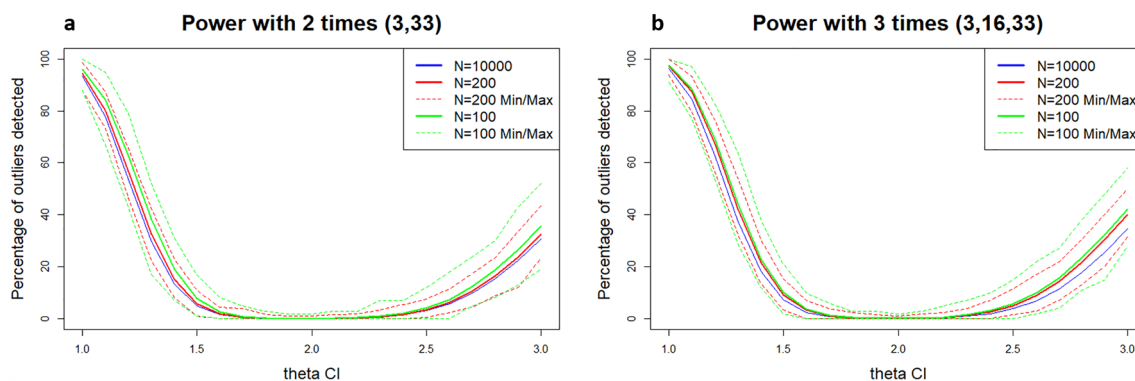 a Power with 2 times (3,33)
Percentage of outliers detected
100
80
60
40
20
0
N=10000
N=200
N=200 Min/Max
N=100
N=100 Min/Max
1.0 1.5 2.0 2.5 3.0
theta CI
b Power with 3 times (3,16,33)
Percentage of outliers detected
100
80
60
40
20
0
N=10000
N=200
N=200 Min/Max
N=100
N=100 Min/Max
1.0 1.5 2.0 2.5 3.0
theta CI